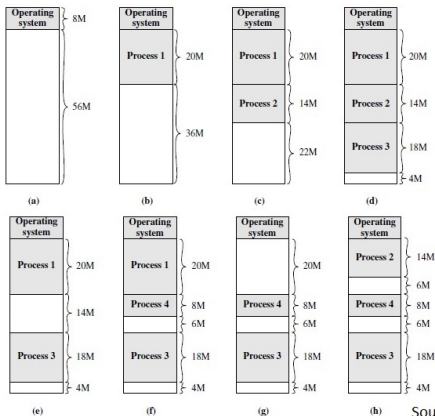 Operating
system
8M
56M
(a)
Operating
system
Process 1
20M
36M
(b)
Operating
system
Process 1
20M
Process 2
14M
22M
(c)
Operating
system
Process 1
20M
Process 2
14M
Process 3
18M
4M
(d)
Operating
system
Process 1
20M
14M
Process 3
18M
4M
(e)
Operating
system
Process 1
20M
Process 4
8M
6M
Process 3
18M
4M
(f)
Operating
system
20M
Process 4
8M
6M
Process 3
18M
4M
(g)
Operating
system
Process 2
14M
6M
Process 4
8M
6M
Process 3
18M
4M
(h)
Sou